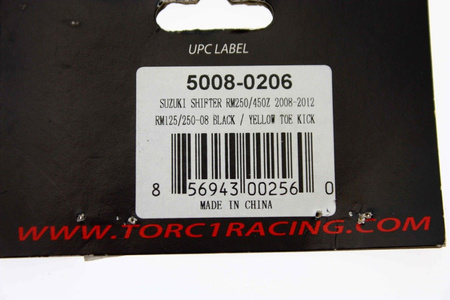 UPC LABEL
5008-0206
SUZUKI SHIFTER RM250/450Z 2008-2012
RM125/250-08 BLACK / YELLOW TOE KICK
8 56943 00256 0
MADE IN CHINA
WWW.TORC1RACING.COM